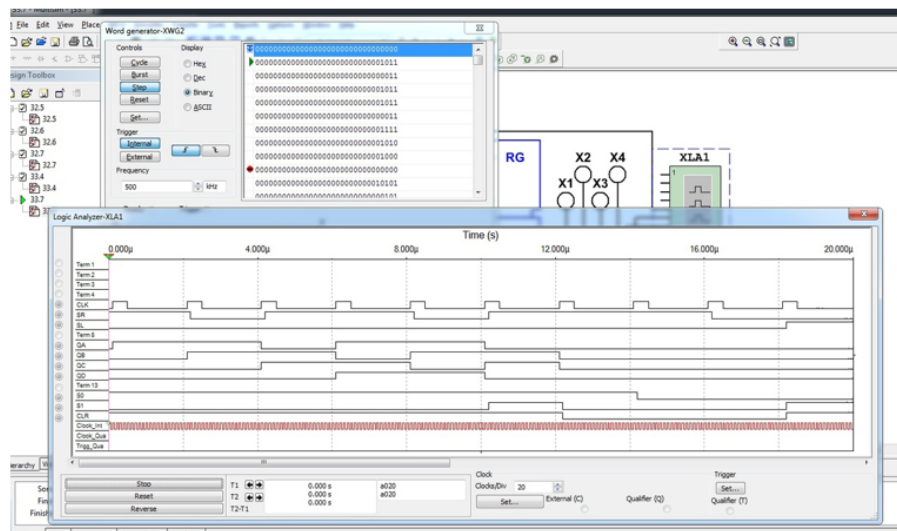 File Edit View Place
Word generator-XWG2
Controls
Display
Cycle
Burst
Step
Reset
Set...
Hex
Dec
Binary
ASCII
Trigger
Internal
External
Frequency
500
kHz
00000000000000000000000000000000
00000000000000000000000000001011
00000000000000000000000000000011
00000000000000000000000000001011
00000000000000000000000000001011
00000000000000000000000000000011
00000000000000000000000000001111
00000000000000000000000000001010
00000000000000000000000000001000
00000000000000000000000000000000
00000000000000000000000000010101
sign Toolbox
32.5
32.5
32.6
32.6
32.7
32.7
33.4
33.4
33.7
RG
X2 X4
X1 X3
XLA1
1
Logic Analyzer-XLA1
Time (s)
0.000µ 4.000µ 8.000µ 12.000µ 16.000µ 20.000µ
Term 1
Term 2
Term 3
Term 4
CLK
SR
SL
Term 8
QA
QB
QC
QD
Term 13
S0
S1
CLR
Clock_Int
Clock_Qua
Trigg_Qua
Stop
Reset
Reverse
T1 0.000 s a020
T2 0.000 s a020
T2-T1 0.000 s
Clock
Clocks/Div 20
Set...
External (C)
Qualifier (Q)
Trigger
Set...
Qualifier (T)
erarchy